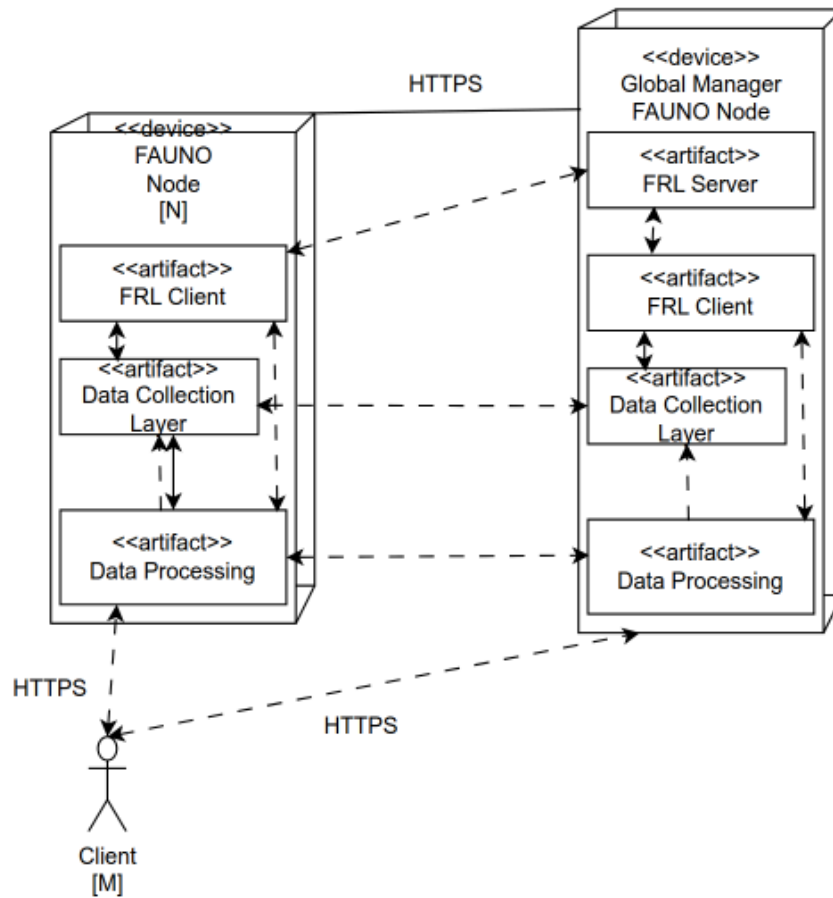 <<device>>
Global Manager
FAUNO Node
HTTPS
<<device>>
FAUNO
Node
[N]
<<artifact>>
FRL Server
<<artifact>>
FRL Client
<<artifact>>
FRL Client
<<artifact>>
Data Collection
Layer
<<artifact>>
Data Collection
Layer
<<artifact>>
Data Processing
<<artifact>>
Data Processing
HTTPS
HTTPS
Client
[M]